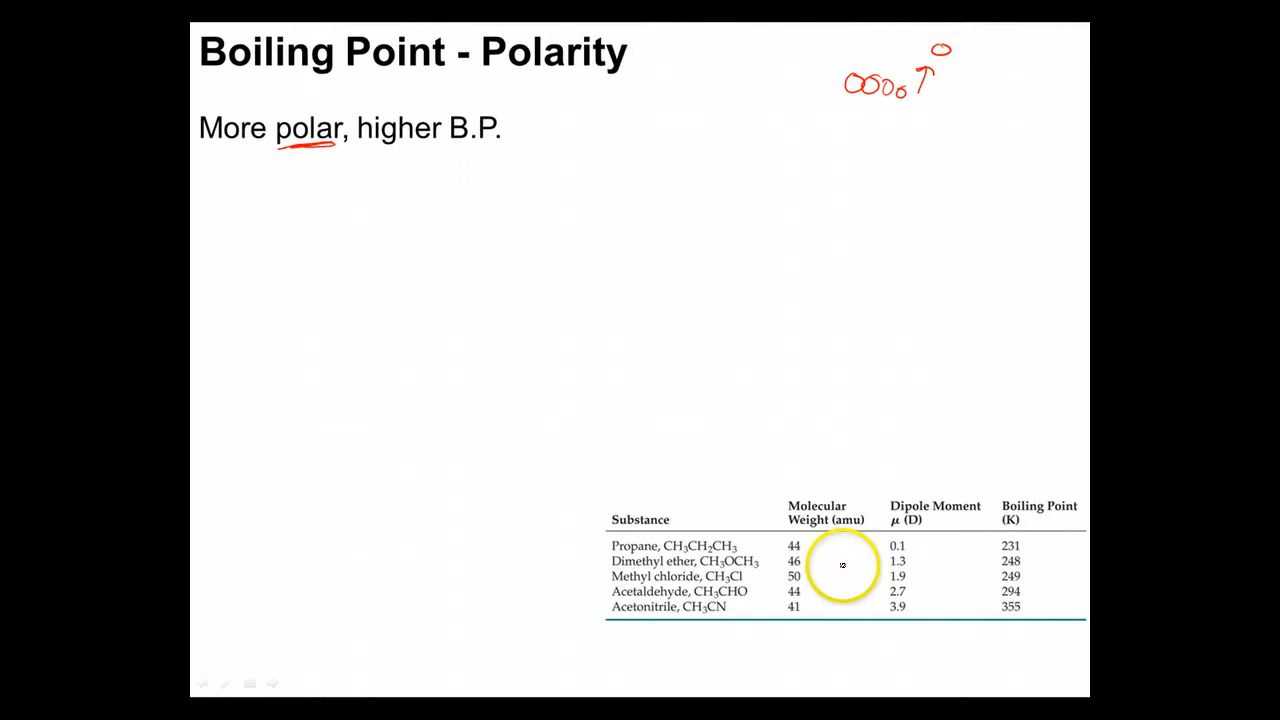 Boiling Point - Polarity
More polar, higher B.P.
Substance Molecular Weight (amu) Dipole Moment μ (D) Boiling Point (K)
Propane, CH₃CH₂CH₃ 44 0.1 231
Dimethyl ether, CH₃OCH₃ 46 1.3 248
Methyl chloride, CH₃Cl 50 1.9 249
Acetaldehyde, CH₃CHO 44 2.7 294
Acetonitrile, CH₃CN 41 3.9 355